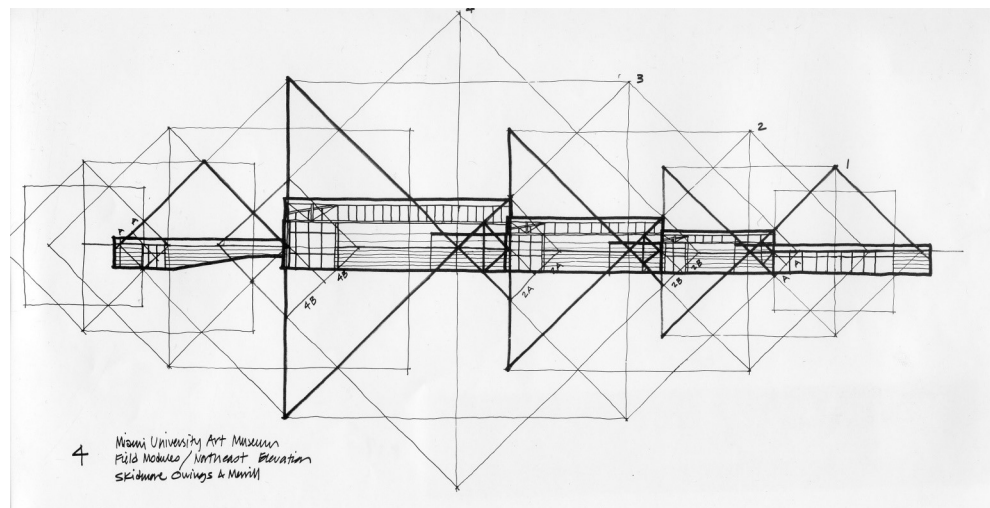 4
3
2
1
A
A
4B
4B
2A
2A
2B
2B
A
A
4
Miami University Art Museum
Field Modules / Northeast Elevation
Skidmore Owings & Merrill